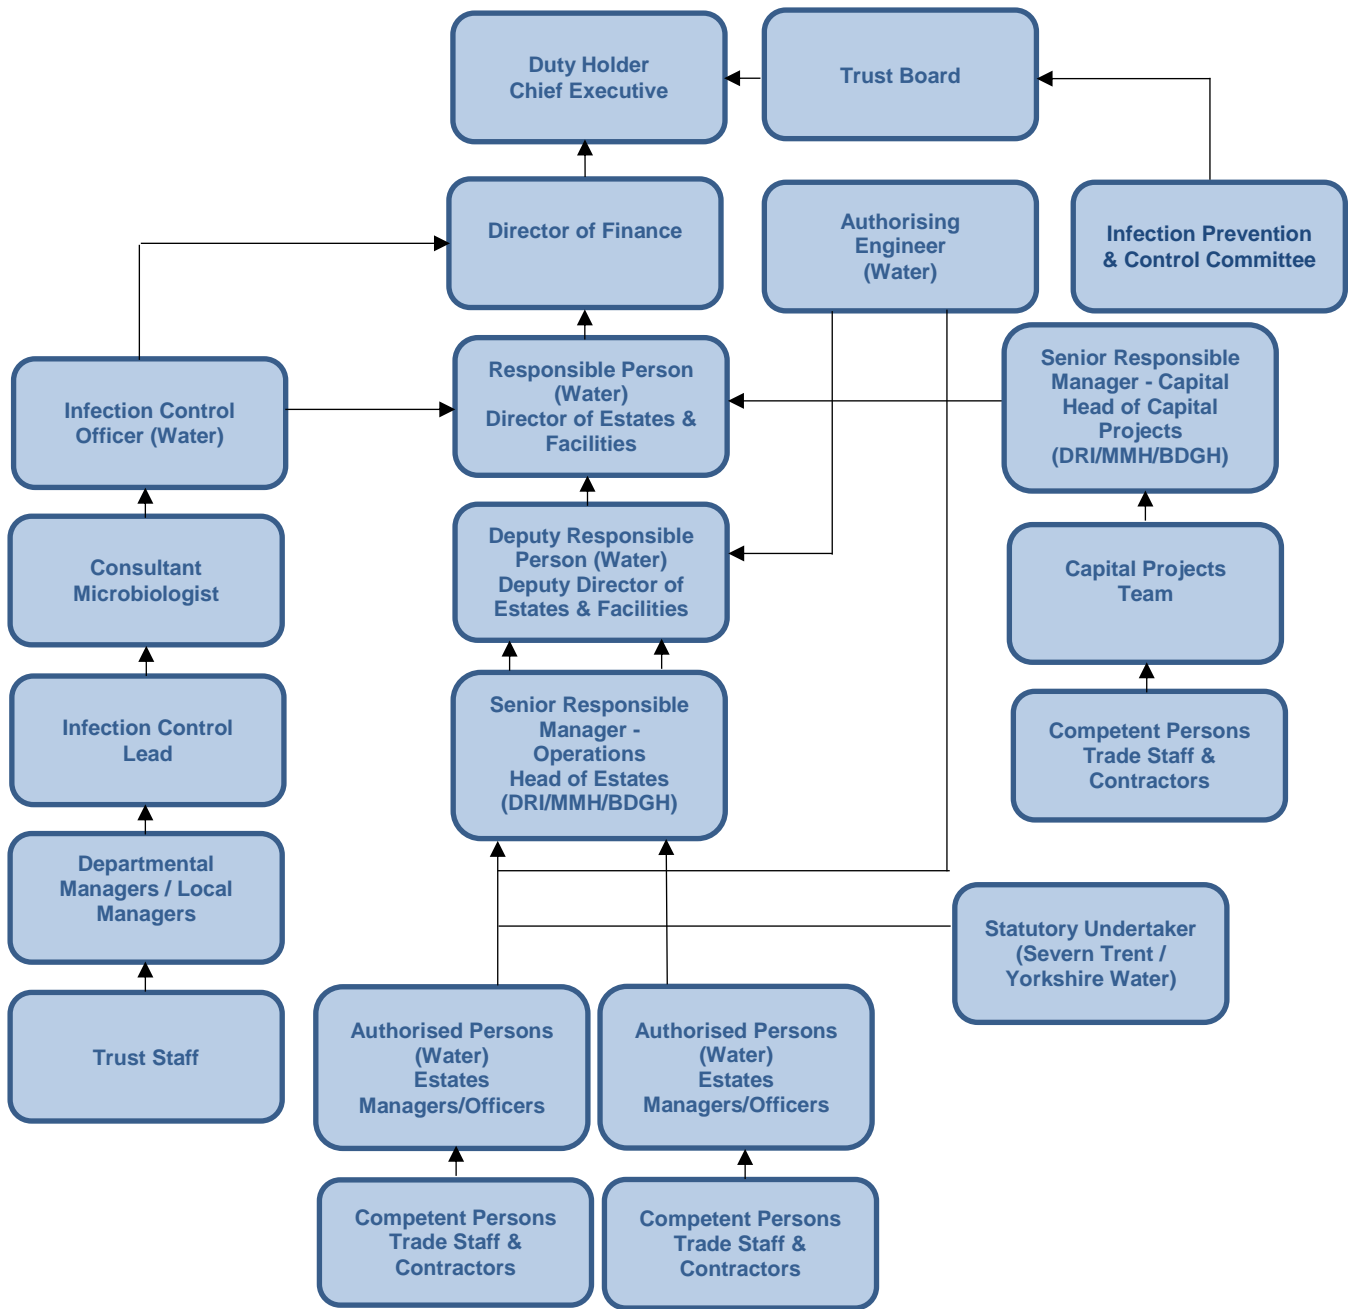 Duty Holder
Chief Executive
Trust Board
Director of Finance
Authorising
Engineer
(Water)
Infection Prevention
& Control Committee
Infection Control
Officer (Water)
Responsible Person
(Water)
Director of Estates &
Facilities
Senior Responsible
Manager - Capital
Head of Capital
Projects
(DRI/MMH/BDGH)
Consultant
Microbiologist
Deputy Responsible
Person (Water)
Deputy Director of
Estates & Facilities
Capital Projects
Team
Infection Control
Lead
Senior Responsible
Manager -
Operations
Head of Estates
(DRI/MMH/BDGH)
Competent Persons
Trade Staff &
Contractors
Departmental
Managers / Local
Managers
Statutory Undertaker
(Severn Trent /
Yorkshire Water)
Trust Staff
Authorised Persons
(Water)
Estates
Managers/Officers
Authorised Persons
(Water)
Estates
Managers/Officers
Competent Persons
Trade Staff &
Contractors
Competent Persons
Trade Staff &
Contractors